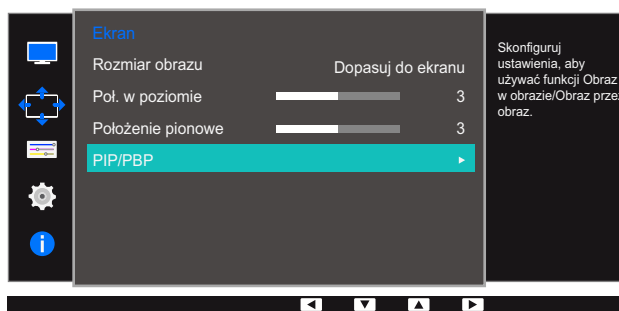 Ekran
Rozmiar obrazu Dopasuj do ekranu
Poł. w poziomie 3
Położenie pionowe 3
PIP/PBP
Skonfiguruj
ustawienia, aby
używać funkcji Obraz
w obrazie/Obraz prze
obraz.